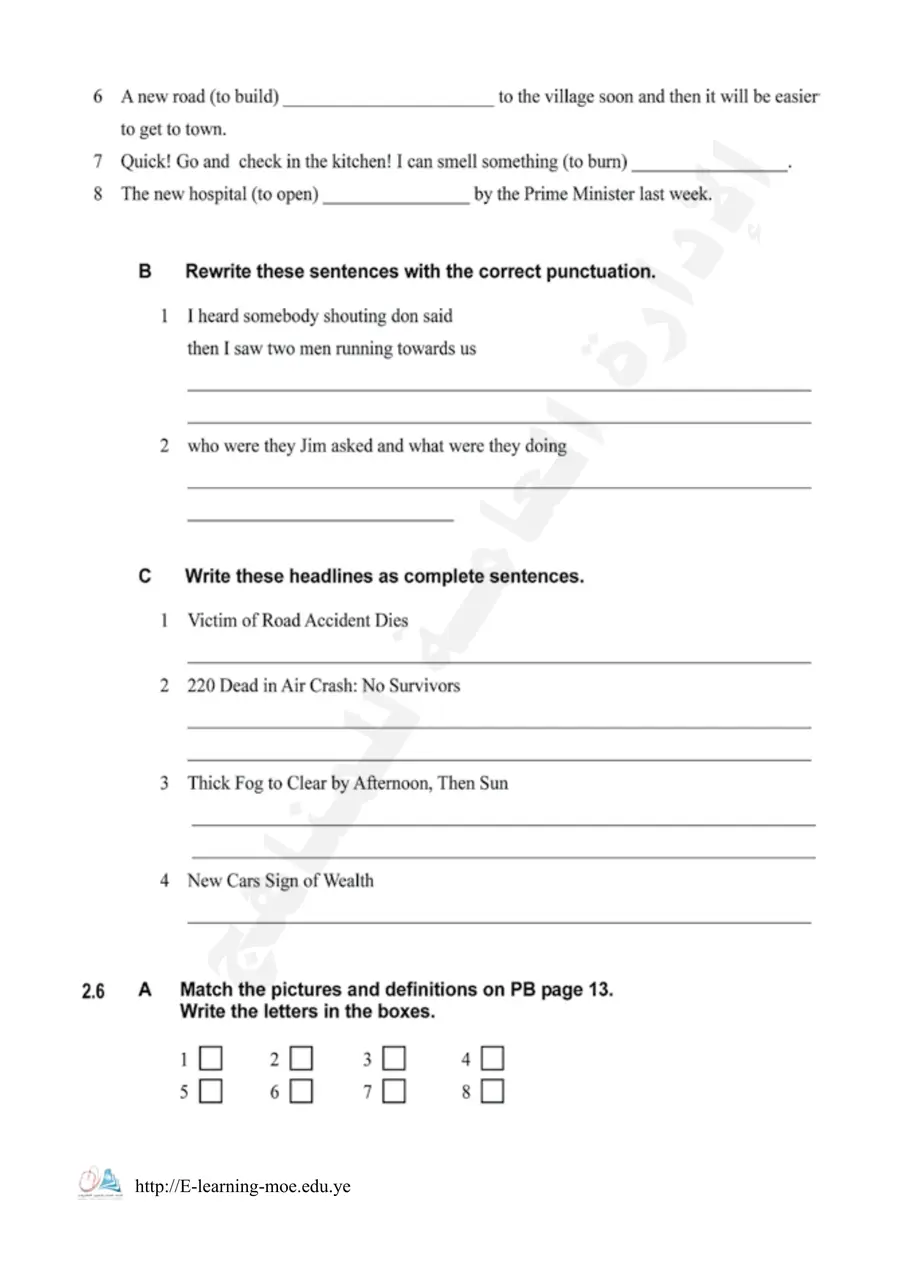 6 A new road (to build) ______________________ to the village soon and then it will be easier
to get to town.
7 Quick! Go and check in the kitchen! I can smell something (to burn) ________________.
8 The new hospital (to open) _______________ by the Prime Minister last week.
B Rewrite these sentences with the correct punctuation.
1 I heard somebody shouting don said
then I saw two men running towards us
2 who were they Jim asked and what were they doing
C Write these headlines as complete sentences.
1 Victim of Road Accident Dies
2 220 Dead in Air Crash: No Survivors
3 Thick Fog to Clear by Afternoon, Then Sun
4 New Cars Sign of Wealth
2.6 A Match the pictures and definitions on PB page 13.
Write the letters in the boxes.
1 2 3 4
5 6 7 8
http://E-learning-moe.edu.ye
الإدارة العامة للمناهج